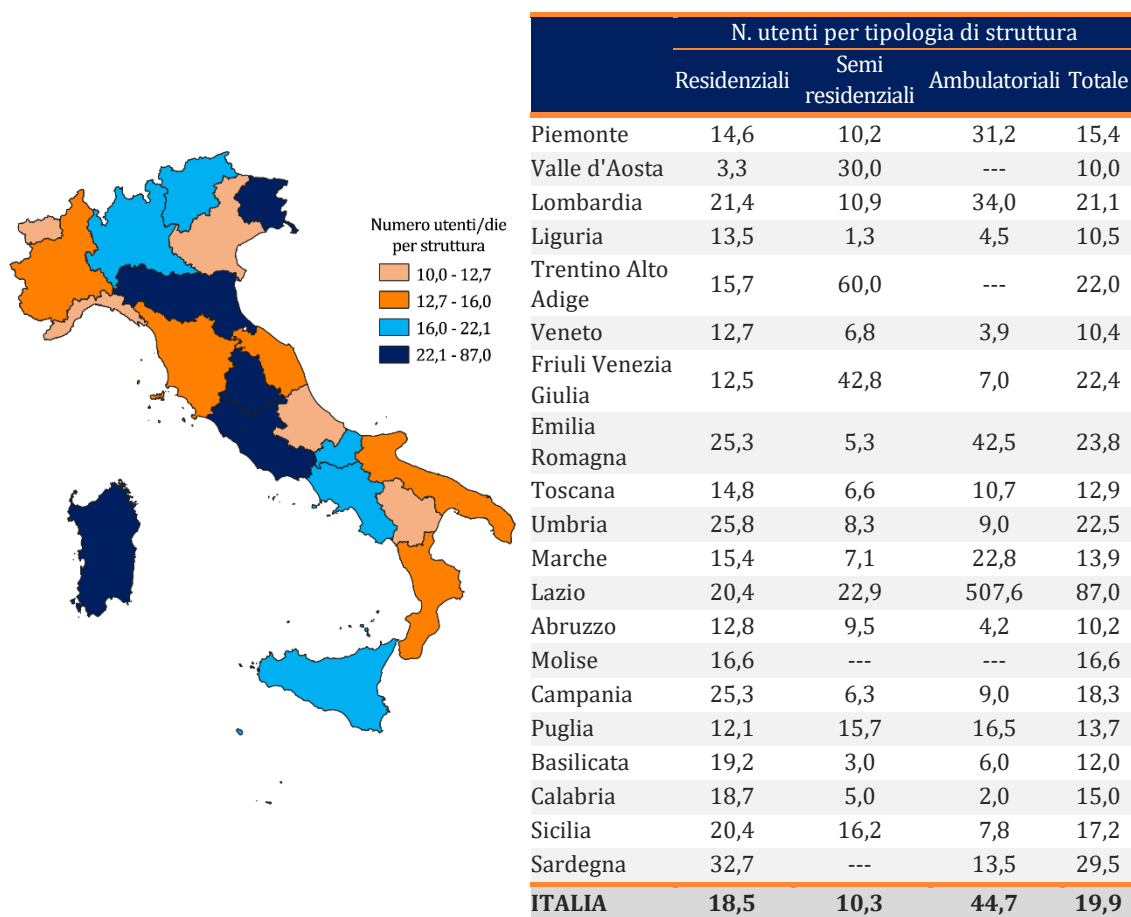 Numero utenti/die
per struttura
10,0 - 12,7
12,7 - 16,0
16,0 - 22,1
22,1 - 87,0
N. utenti per tipologia di struttura
Residenziali Semi residenziali Ambulatoriali Totale
Piemonte 14,6 10,2 31,2 15,4
Valle d'Aosta 3,3 30,0 --- 10,0
Lombardia 21,4 10,9 34,0 21,1
Liguria 13,5 1,3 4,5 10,5
Trentino Alto Adige 15,7 60,0 --- 22,0
Veneto 12,7 6,8 3,9 10,4
Friuli Venezia Giulia 12,5 42,8 7,0 22,4
Emilia Romagna 25,3 5,3 42,5 23,8
Toscana 14,8 6,6 10,7 12,9
Umbria 25,8 8,3 9,0 22,5
Marche 15,4 7,1 22,8 13,9
Lazio 20,4 22,9 507,6 87,0
Abruzzo 12,8 9,5 4,2 10,2
Molise 16,6 --- --- 16,6
Campania 25,3 6,3 9,0 18,3
Puglia 12,1 15,7 16,5 13,7
Basilicata 19,2 3,0 6,0 12,0
Calabria 18,7 5,0 2,0 15,0
Sicilia 20,4 16,2 7,8 17,2
Sardegna 32,7 --- 13,5 29,5
ITALIA 18,5 10,3 44,7 19,9